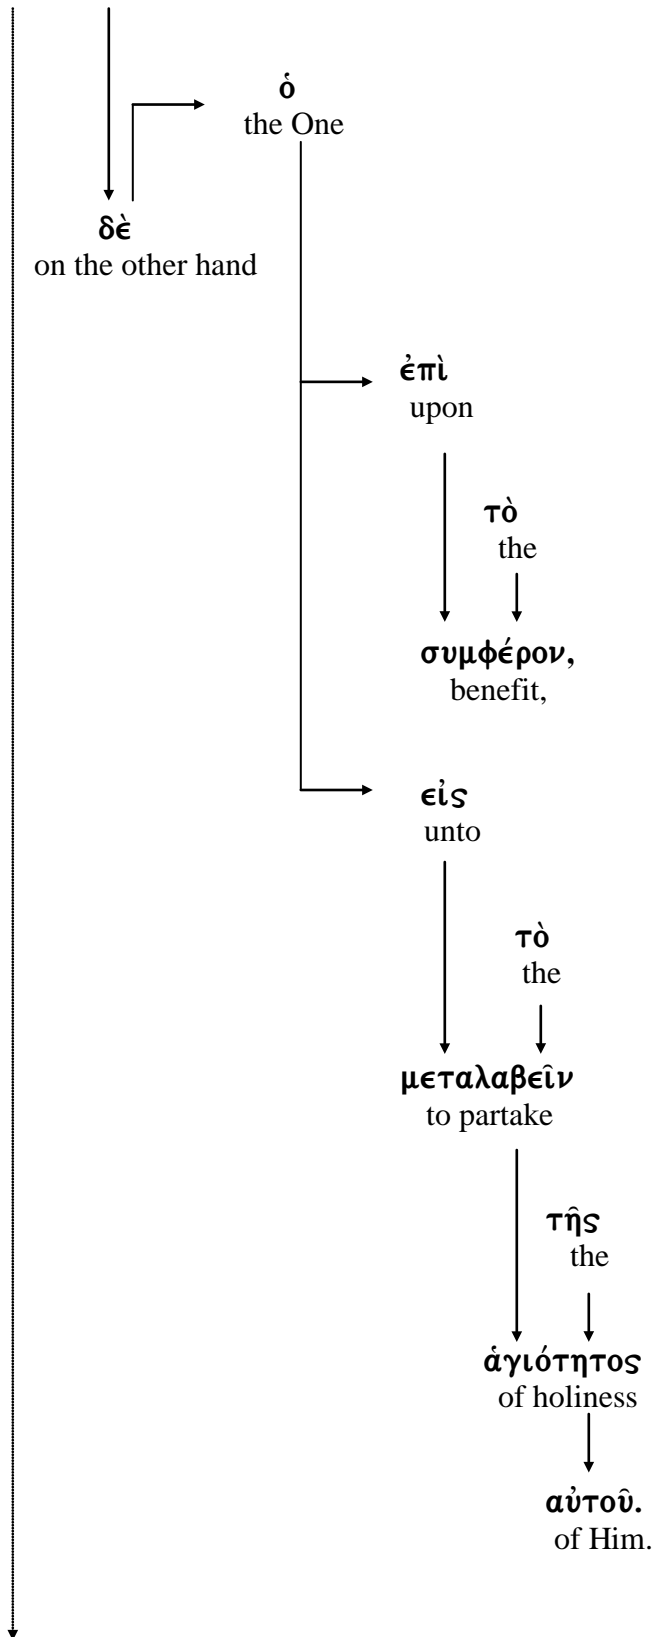 ὁ
the One
δὲ
on the other hand
ἐπὶ
upon
τὸ
the
συμφέρον,
benefit,
εἰς
unto
τὸ
the
μεταλαβεῖν
to partake
τῆς
the
ἁγιότητος
of holiness
αὐτοῦ.
of Him.